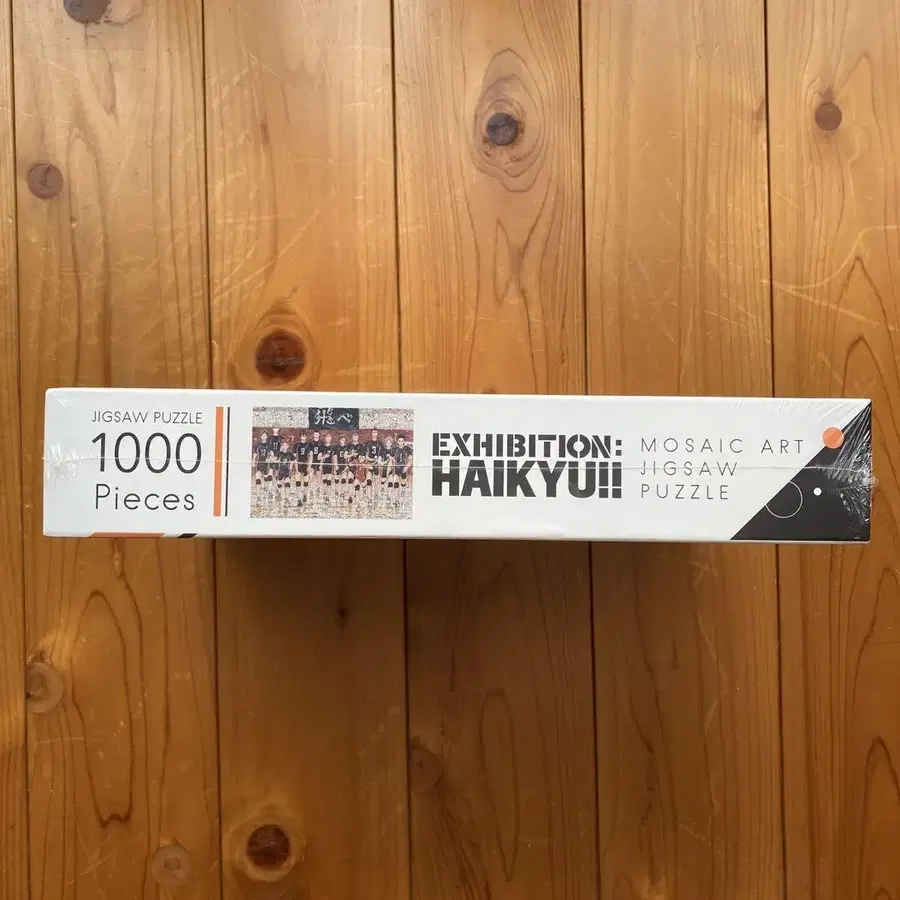 JIGSAW PUZZLE
1000
Pieces
飛べ
EXHIBITION:
HAIKYU!!
MOSAIC ART
JIGSAW
PUZZLE